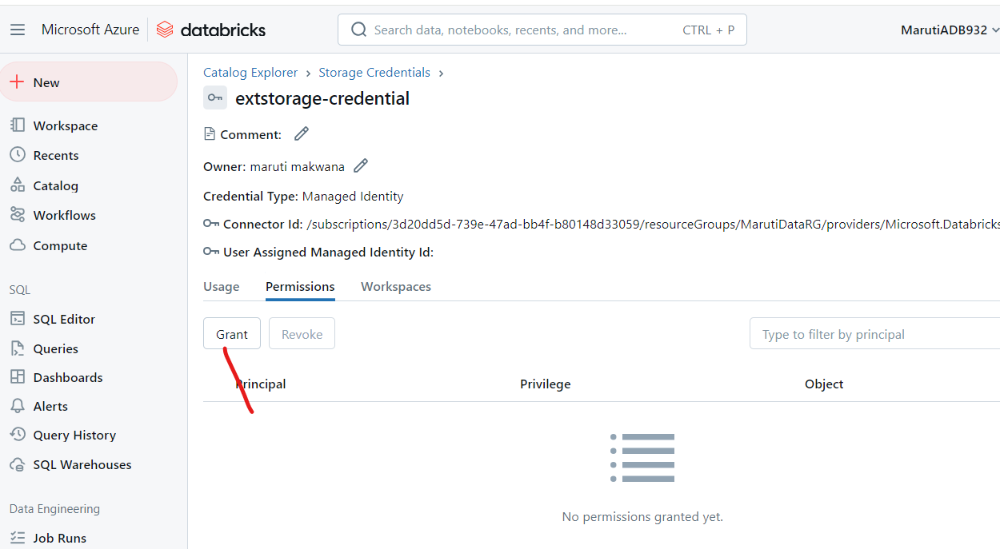 Microsoft Azure databricks Search data, notebooks, recents, and more... CTRL + P MarutiADB932
New
Workspace
Recents
Catalog
Workflows
Compute
SQL
SQL Editor
Queries
Dashboards
Alerts
Query History
SQL Warehouses
Data Engineering
Job Runs
Catalog Explorer › Storage Credentials ›
extstorage-credential
Comment:
Owner: maruti makwana
Credential Type: Managed Identity
Connector Id: /subscriptions/3d20dd5d-739e-47ad-bb4f-b80148d33059/resourceGroups/MarutiDataRG/providers/Microsoft.Databricks
User Assigned Managed Identity Id:
Usage Permissions Workspaces
Grant Revoke Type to filter by principal
Principal Privilege Object
No permissions granted yet.